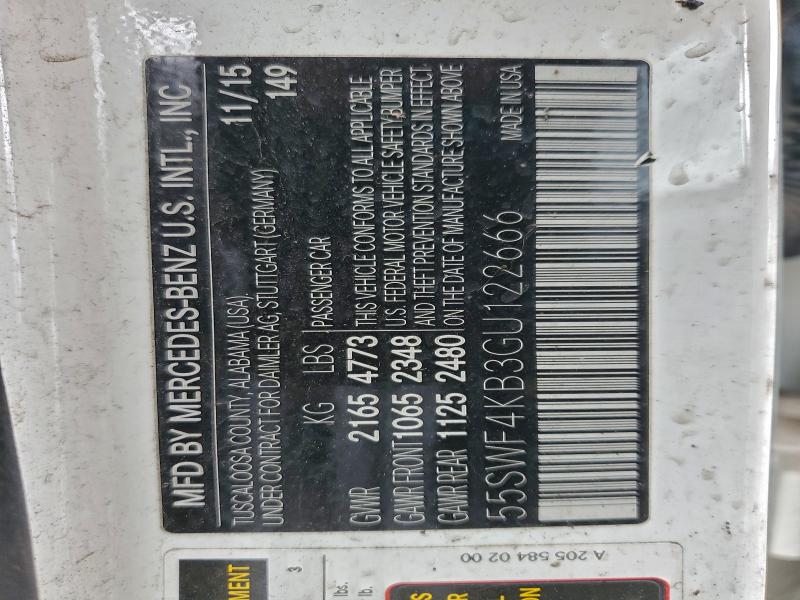 MFD BY MERCEDES-BENZ U.S. INTL., INC
TUSCALOOSA COUNTY, ALABAMA (USA) 11/15
UNDER CONTRACT FOR DAIMLER AG, STUTTGART (GERMANY) 149
KG LBS PASSENGER CAR
GVWR 2165 4773 THIS VEHICLE CONFORMS TO ALL APPLICABLE
GAWR FRONT 1065 2348 U.S. FEDERAL MOTOR VEHICLE SAFETY, BUMPER
AND THEFT PREVENTION STANDARDS IN EFFECT
GAWR REAR 1125 2480 ON THE DATE OF MANUFACTURE SHOWN ABOVE
55SWF4KB3GU122666 MADE IN USA
A 205 584 02 00
3
lbs.
lb.